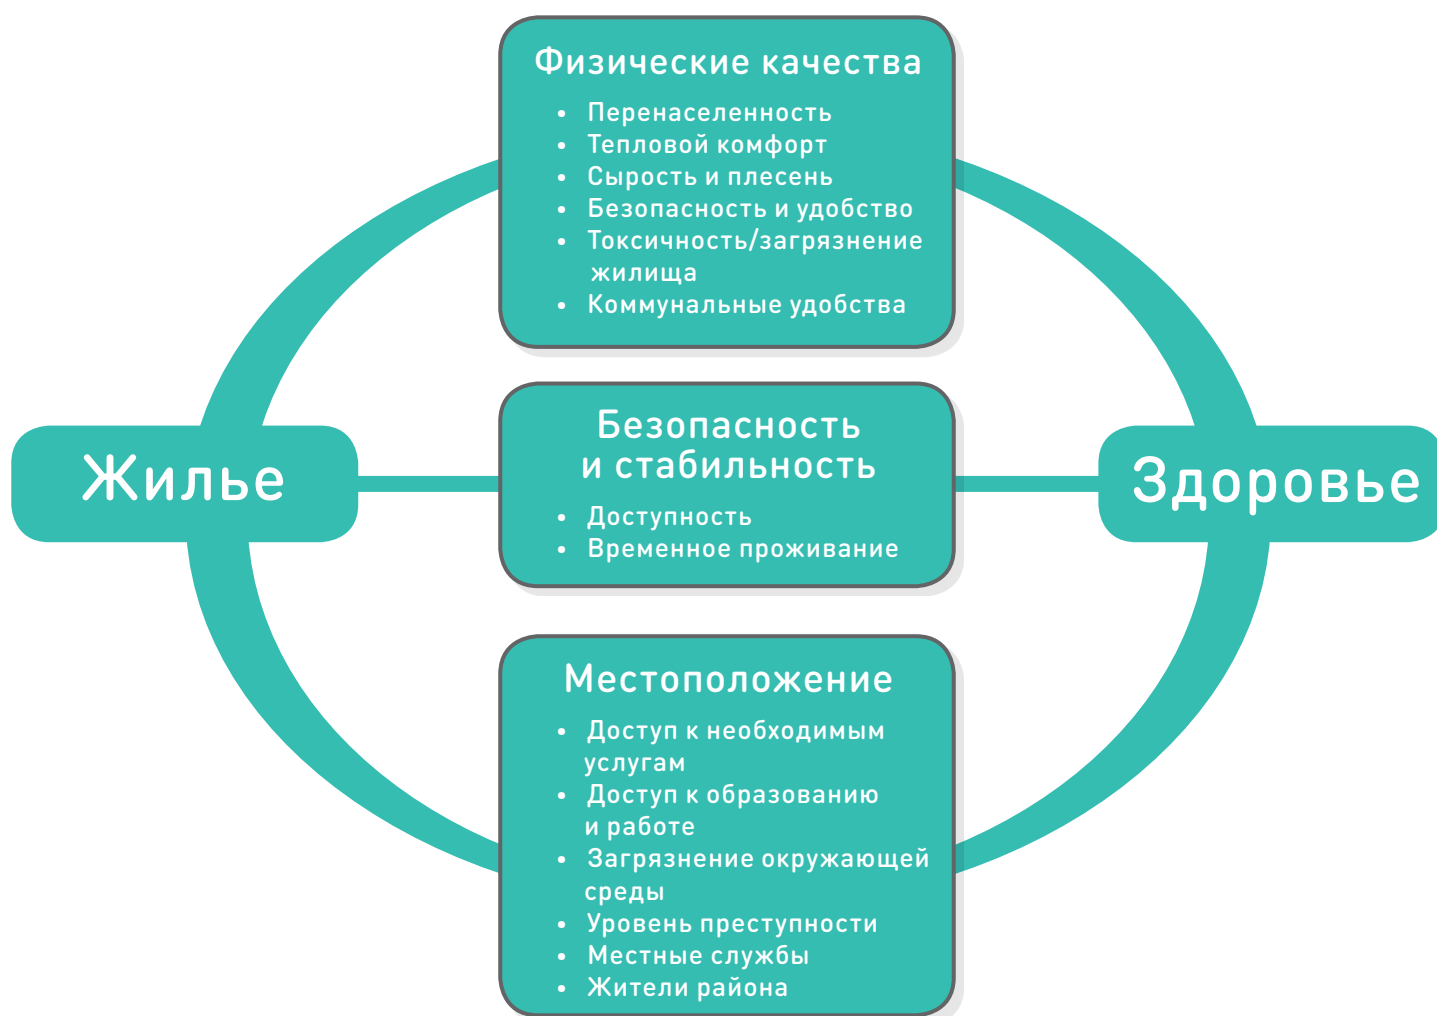 Физические качества
• Перенаселенность
• Тепловой комфорт
• Сырость и плесень
• Безопасность и удобство
• Токсичность/загрязнение
жилища
• Коммунальные удобства
Жилье
Безопасность
и стабильность
• Доступность
• Временное проживание
Здоровье
Местоположение
• Доступ к необходимым
услугам
• Доступ к образованию
и работе
• Загрязнение окружающей
среды
• Уровень преступности
• Местные службы
• Жители района